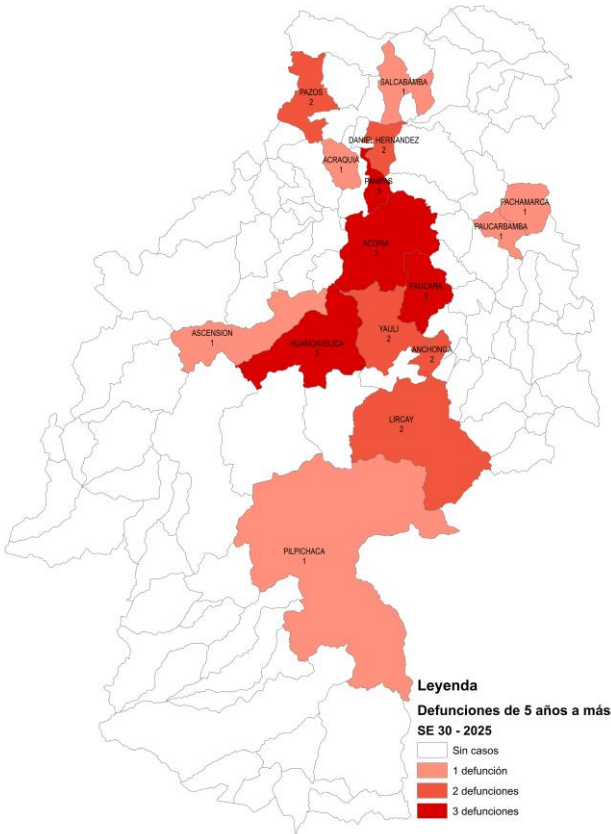 SALCABAMBA
1
PAZOS
2
DANIEL HERNANDEZ
2
ACRAQUIA
1
PAMPAS
PACHAMARCA
1
PAUCARBAMBA
1
ACORIA
3
PAUCARA
3
ASCENSION
1
YAULI
2
HUANCAVELICA
3
ANCHONGA
2
LIRCAY
2
PILPICHACA
1
Leyenda
Defunciones de 5 años a más
SE 30 - 2025
Sin casos
1 defunción
2 defunciones
3 defunciones